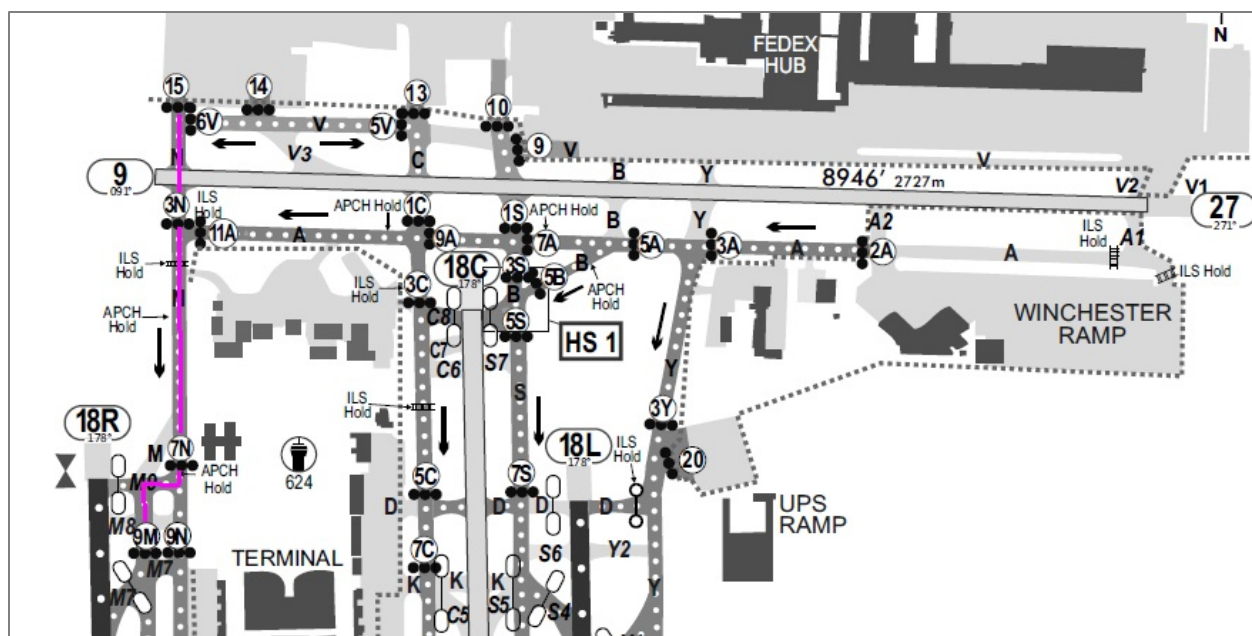 N
FEDEX
HUB
15
14
13
10
6V
V
5V
9
V
V
V3
N
C
B
Y
8946' 2727m
V2
V1
9
091°
27
271°
3N
ILS
Hold
APCH Hold
1C
1S
APCH Hold
B
Y
A2
11A
A
9A
7A
5A
3A
A
2A
A
ILS
Hold
A1
ILS Hold
ILS
Hold
18C
178°
3S
B
5B
ILS
Hold
3C
B
APCH
Hold
N
APCH
Hold
C8
5S
HS 1
WINCHESTER
RAMP
C7
C6
S7
S
Y
ILS
Hold
18R
178°
3Y
18L
178°
ILS
Hold
20
M
7N
M9
APCH
Hold
624
5C
7S
M8
D
D
D
D
UPS
RAMP
9M
9N
TERMINAL
7C
S6
Y2
M7
M7
K
K
K
C5
S5
S4
Y